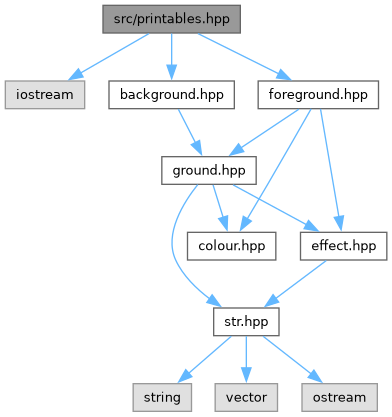 src/printables.hpp
iostream
background.hpp
foreground.hpp
ground.hpp
colour.hpp
effect.hpp
str.hpp
string
vector
ostream